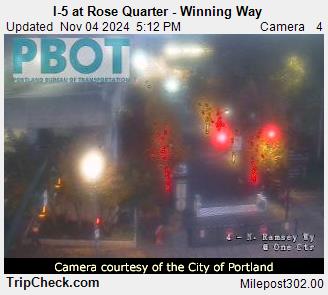 I-5 at Rose Quarter - Winning Way
Updated Nov 04 2024 5:12 PM Camera 4
PBOT
PORTLAND BUREAU OF TRANSPORTATION
4 - N. Ramsey Wy
@ One Ctr
Camera courtesy of the City of Portland
TripCheck.com Milepost302.00